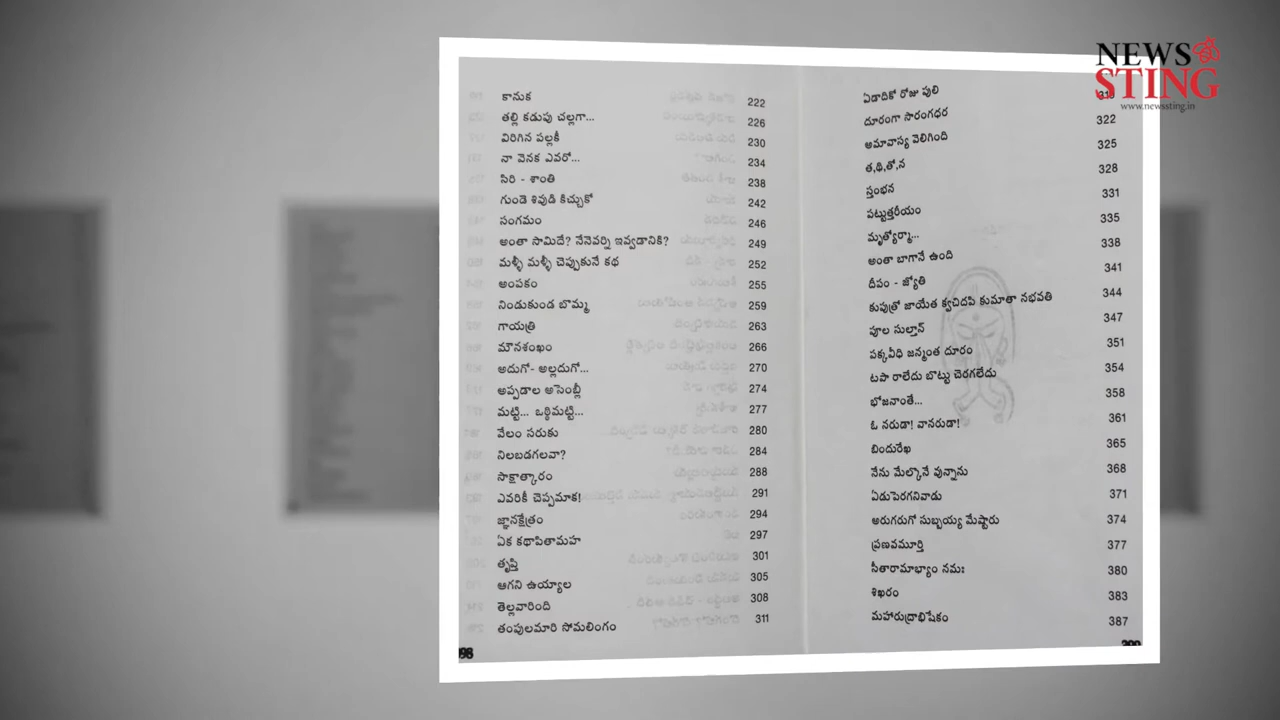 NEWS
STING
www.newssting.in
కానుక 222
తల్లి కడుపు చల్లగా... 226
విరిగిన పల్లకీ 230
నా వెనక ఎవరో... 234
సిరి - శాంతి 238
గుండె శివుడి కిచ్చుకో 242
సంగమం 246
అంతా సామిదే? నేనెవర్ని ఇవ్వడానికి? 249
మళ్ళీ మళ్ళీ చెప్పుకునే కథ 252
అంపకం 255
నిండుకుండ బొమ్మ 259
గాయత్రి 263
మౌనశంఖం 266
అదుగో- అల్లదుగో... 270
అప్పడాల అసెంబ్లీ 274
మట్టి... ఒఠ్ఠిమట్టి... 277
వేలం సరుకు 280
నిలబడగలవా? 284
సాక్షాత్కారం 288
ఎవరికీ చెప్పమాక! 291
జ్ఞానక్షేత్రం 294
ఏక కథాపితామహ 297
తృప్తి 301
ఆగని ఉయ్యాల 305
తెల్లవారింది 308
తంపులమారి సోమలింగం 311
ఏడాదికో రోజు పులి 319
దూరంగా సారంగధర 322
అమావాస్య వెలిగింది 325
త,థి,తో,న 328
స్తంభన 331
పట్టుత్తరీయం 335
మృత్యోర్మా... 338
అంతా బాగానే ఉంది 341
దీపం - జ్యోతి 344
కుపుత్రో జాయేత క్వచిదపి కుమాతా నభవతి 347
పూల సుల్తాన్ 351
పక్కవీధి జన్మంత దూరం 354
టపా రాలేదు బొట్టు చెరగలేదు 358
భోజనాంతే... 361
ఓ నరుడా! వానరుడా! 365
బిందురేఖ 368
నేను మేల్కొనే వున్నాను 371
ఏడుపెరగనివాడు 374
అరుగరుగో సుబ్బయ్య మేష్టారు 377
ప్రణవమూర్తి 380
సీతారామాభ్యాం నమః 383
శిఖరం 387
మహారుద్రాభిషేకం